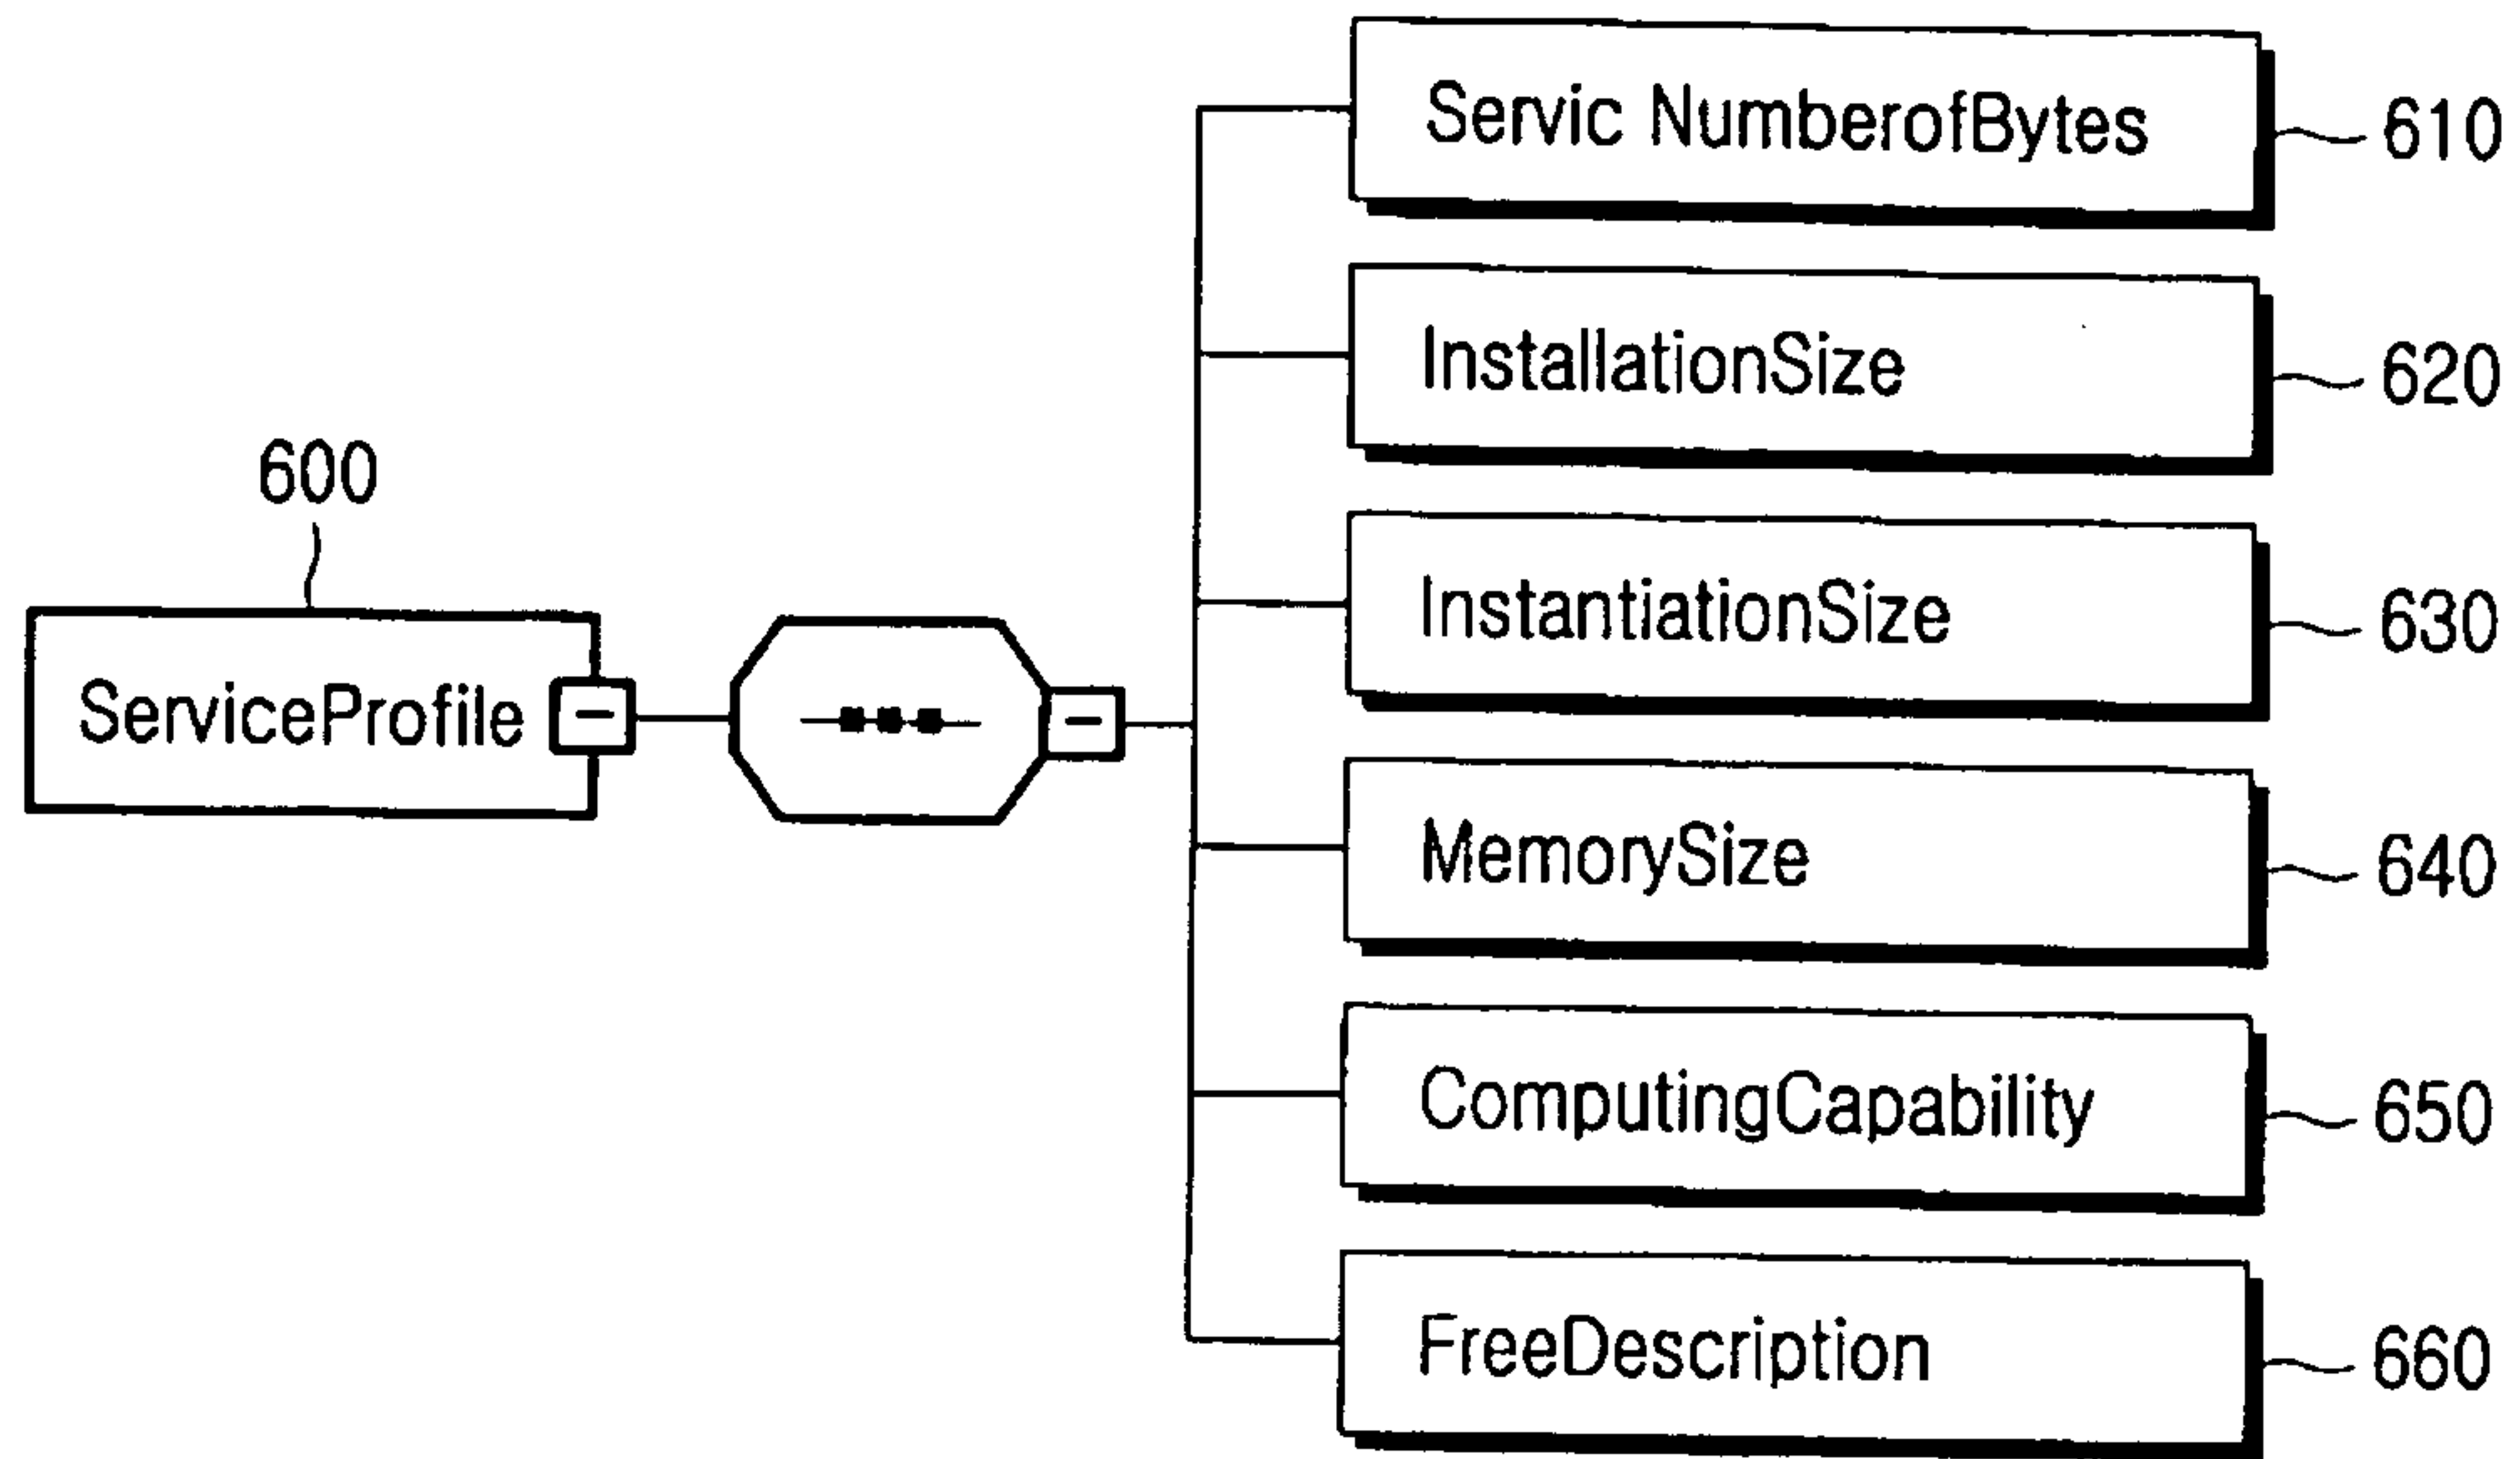 Servic NumberofBytes
610
InstallationSize
620
600
InstantiationSize
630
ServiceProfile
MemorySize
640
ComputingCapability
650
FreeDescription
660